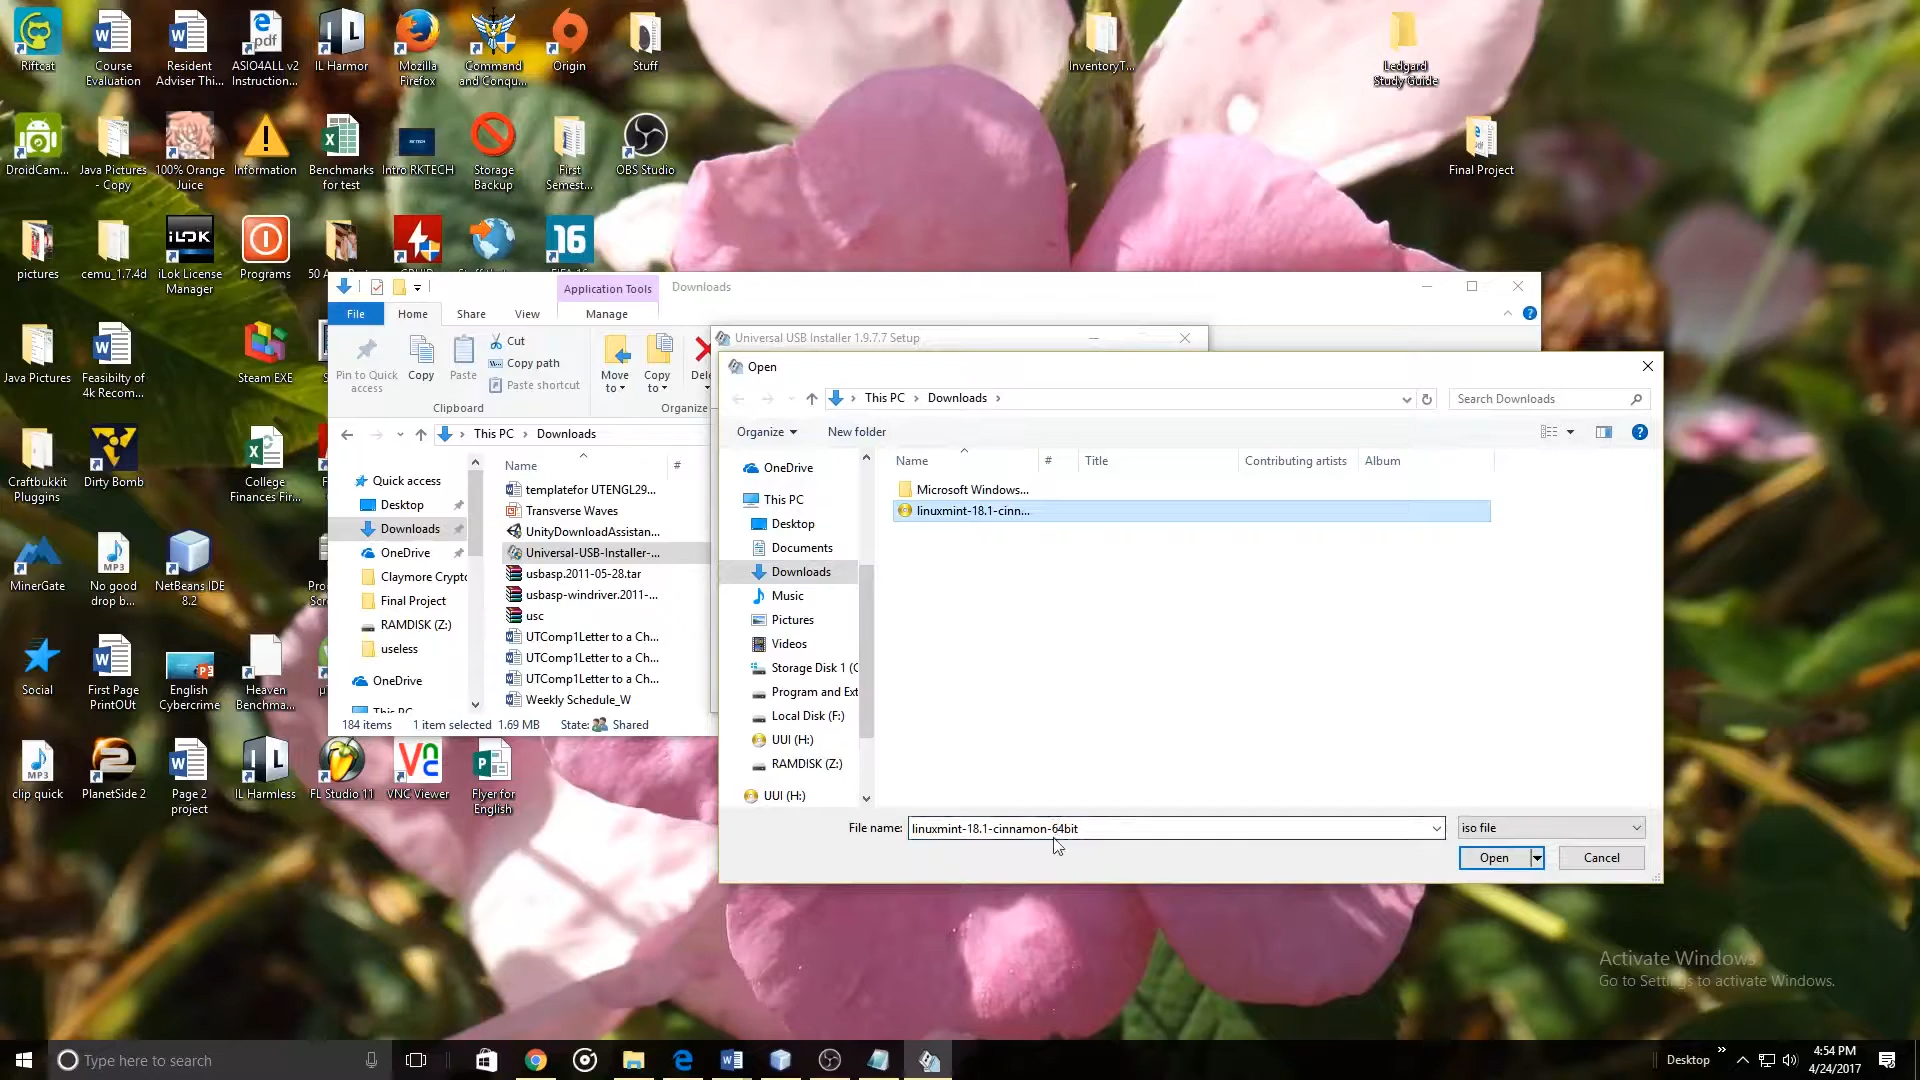 Riftcat
Course
Evaluation
Resident
Adviser Thi...
ASIO4ALL v2
Instruction...
IL Harmor
Mozilla
Firefox
Command
and Conqu...
Origin
Stuff
InventoryT...
Ledgard
Study Guide
DroidCam...
Java Pictures
- Copy
100% Orange
Juice
Information
Benchmarks
for test
Intro RKTECH
Storage
Backup
First
Semest...
OBS Studio
Final Project
pictures
cemu_1.7.4d
iLok License
Manager
Programs
Java Pictures
Feasibilty of
4k Recom...
Steam EXE
Craftbukkit
Pluggins
Dirty Bomb
College
Finances Fir...
MinerGate
No good
drop b...
NetBeans IDE
8.2
Social
First Page
PrintOUt
English
Cybercrime
Heaven
Benchma...
clip quick
PlanetSide 2
Page 2
project
IL Harmless
FL Studio 11
VNC Viewer
Flyer for
English
Application Tools
Downloads
File
Home
Share
View
Manage
Pin to Quick
access
Copy
Paste
Cut
Copy path
Paste shortcut
Clipboard
Move
to
Copy
to
Organize
This PC
Downloads
Name
#
Quick access
Desktop
Downloads
OneDrive
Claymore Crypto
Final Project
RAMDISK (Z:)
useless
OneDrive
This PC
templatefor UTENGL29...
Transverse Waves
UnityDownloadAssistan...
Universal-USB-Installer-...
usbasp.2011-05-28.tar
usbasp-windriver.2011-...
usc
UTComp1Letter to a Ch...
UTComp1Letter to a Ch...
UTComp1Letter to a Ch...
Weekly Schedule_W
184 items
1 item selected 1.69 MB
State:
Shared
Universal USB Installer 1.9.7.7 Setup
Open
This PC
Downloads
Search Downloads
Organize
New folder
Name
#
Title
Contributing artists
Album
OneDrive
This PC
Desktop
Documents
Downloads
Music
Pictures
Videos
Storage Disk 1 (C
Program and Ext
Local Disk (F:)
UUI (H:)
RAMDISK (Z:)
UUI (H:)
Microsoft Windows...
linuxmint-18.1-cinn...
File name:
linuxmint-18.1-cinnamon-64bit
iso file
Open
Cancel
Activate Windows
Go to Settings to activate Windows.
Type here to search
Desktop
4:54 PM
4/24/2017